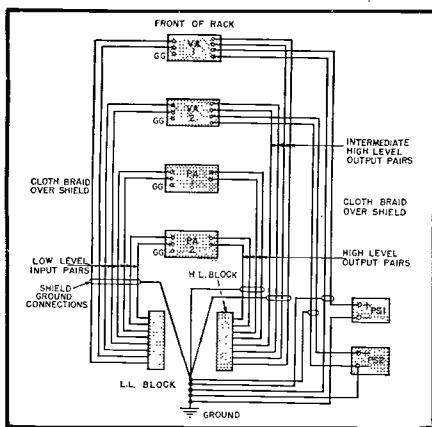 FRONT OF RACK
VA
1
GG
VA
2
GG
INTERMEDIATE
HIGH LEVEL
OUTPUT PAIRS
PA
1
GG
CLOTH BRAID
OVER SHIELD
CLOTH BRAID
OVER SHIELD
PA
2
GG
LOW LEVEL
INPUT PAIRS
H.L. BLOCK
HIGH LEVEL
OUTPUT PAIRS
SHIELD
GROUND
CONNECTIONS
PS1
PS2
L.L. BLOCK
GROUND